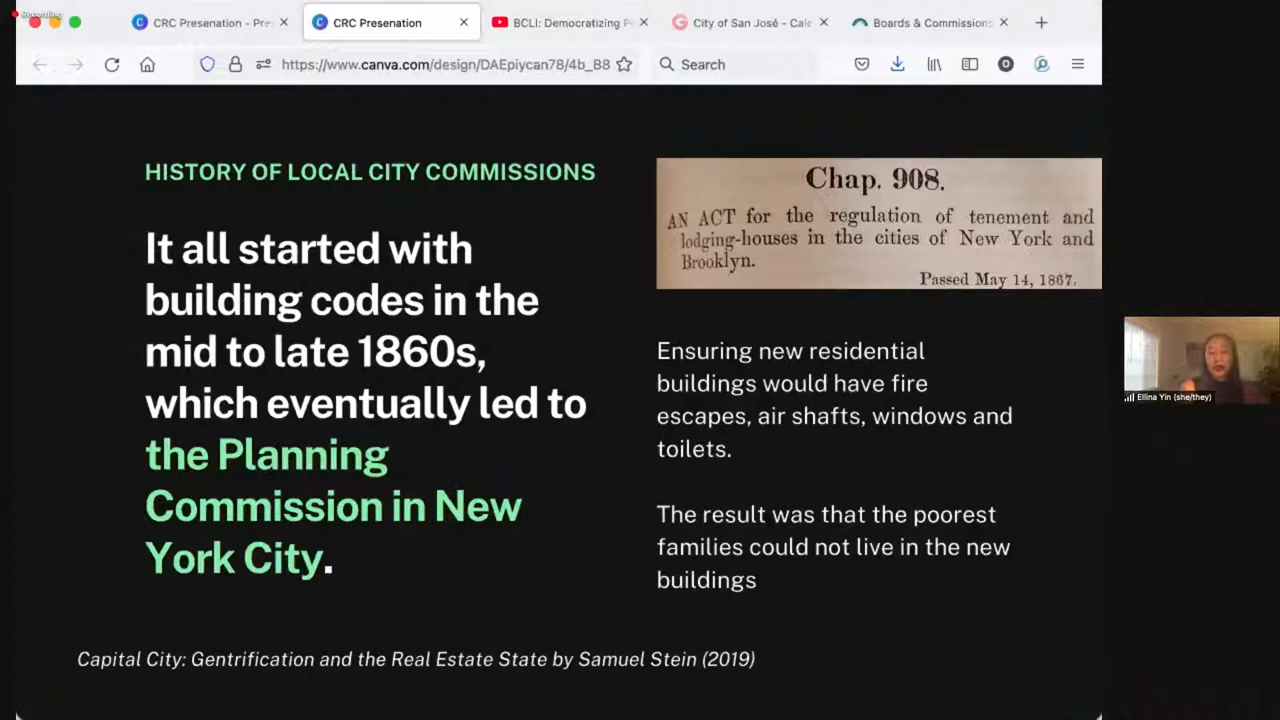 Recording
CRC Presenation - Pre
CRC Presenation
BCLI: Democratizing P
City of San José - Calc
Boards & Commissions
https://www.canva.com/design/DAEpiycan78/4b_B8
Search
HISTORY OF LOCAL CITY COMMISSIONS
It all started with
building codes in the
mid to late 1860s,
which eventually led to
the Planning
Commission in New
York City.
Chap. 908.
AN ACT for the regulation of tenement and
lodging-houses in the cities of New York and
Brooklyn.
Passed May 14, 1867.
Ensuring new residential
buildings would have fire
escapes, air shafts, windows and
toilets.
The result was that the poorest
families could not live in the new
buildings
Ellina Yin (she/they)
Capital City: Gentrification and the Real Estate State by Samuel Stein (2019)